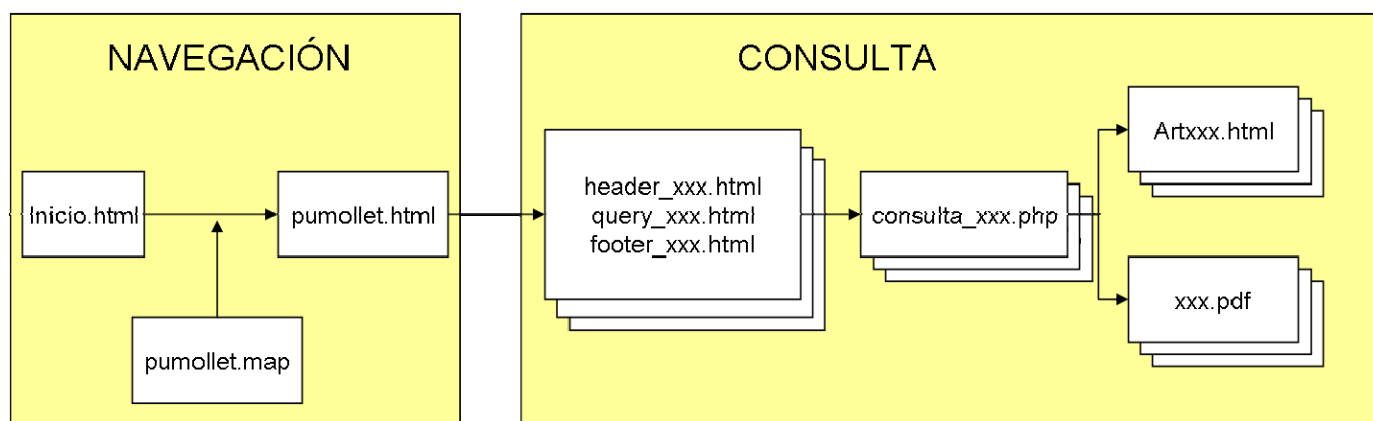 NAVEGACIÓN
Inicio.html
pumollet.html
pumollet.map
CONSULTA
header_xxx.html
query_xxx.html
footer_xxx.html
consulta_xxx.php
Artxxx.html
xxx.pdf